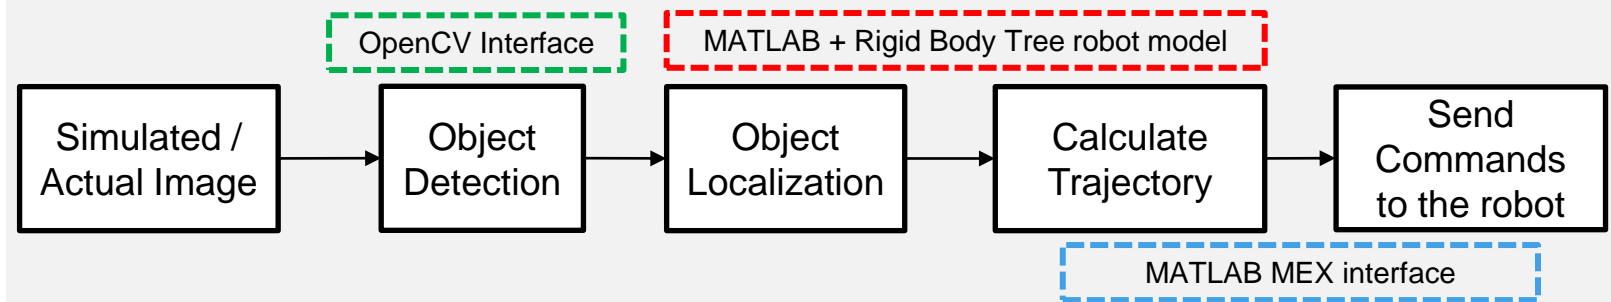 OpenCV Interface
MATLAB + Rigid Body Tree robot model
Simulated /
Actual Image
Object
Detection
Object
Localization
Calculate
Trajectory
Send
Commands
to the robot
MATLAB MEX interface